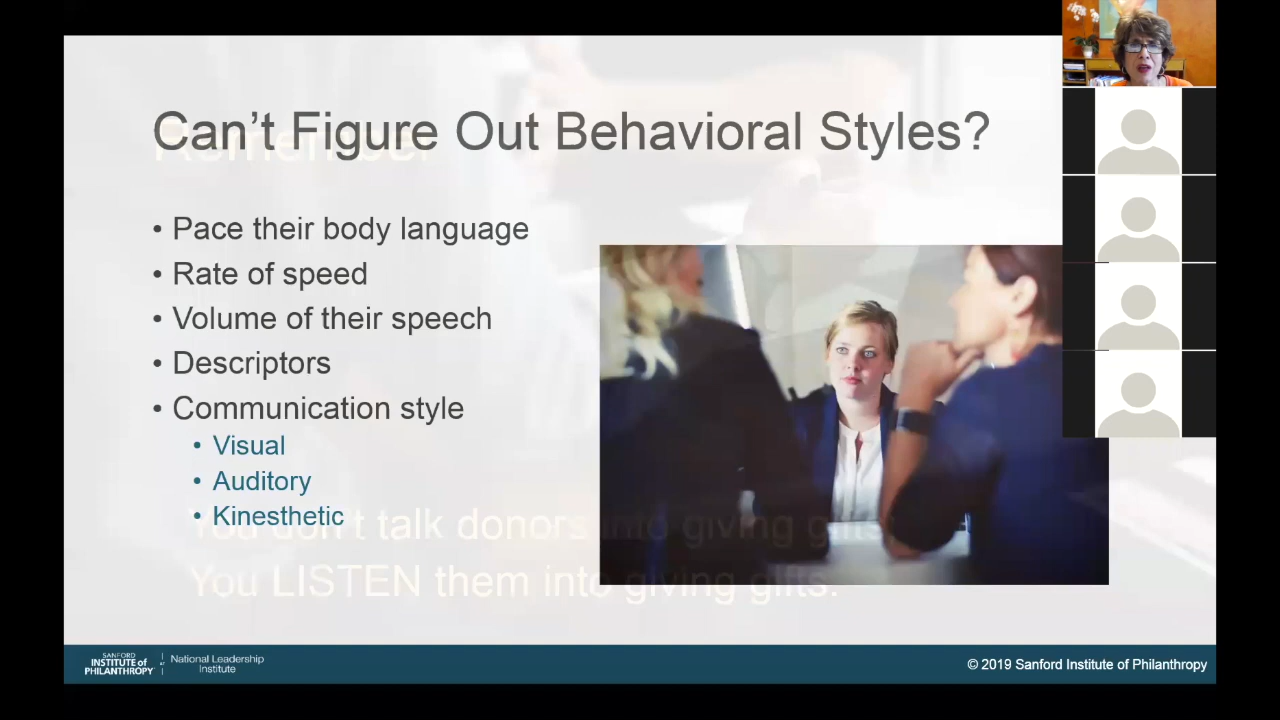 Can't Figure Out Behavioral Styles?
Remember
• Pace their body language
• Rate of speed
• Volume of their speech
• Descriptors
• Communication style
• Visual
• Auditory
• Kinesthetic
You don't talk donors into giving gifts,
You LISTEN them into giving gifts.
SANFORD
INSTITUTE of
PHILANTHROPY
AT
National Leadership
Institute
© 2019 Sanford Institute of Philanthropy